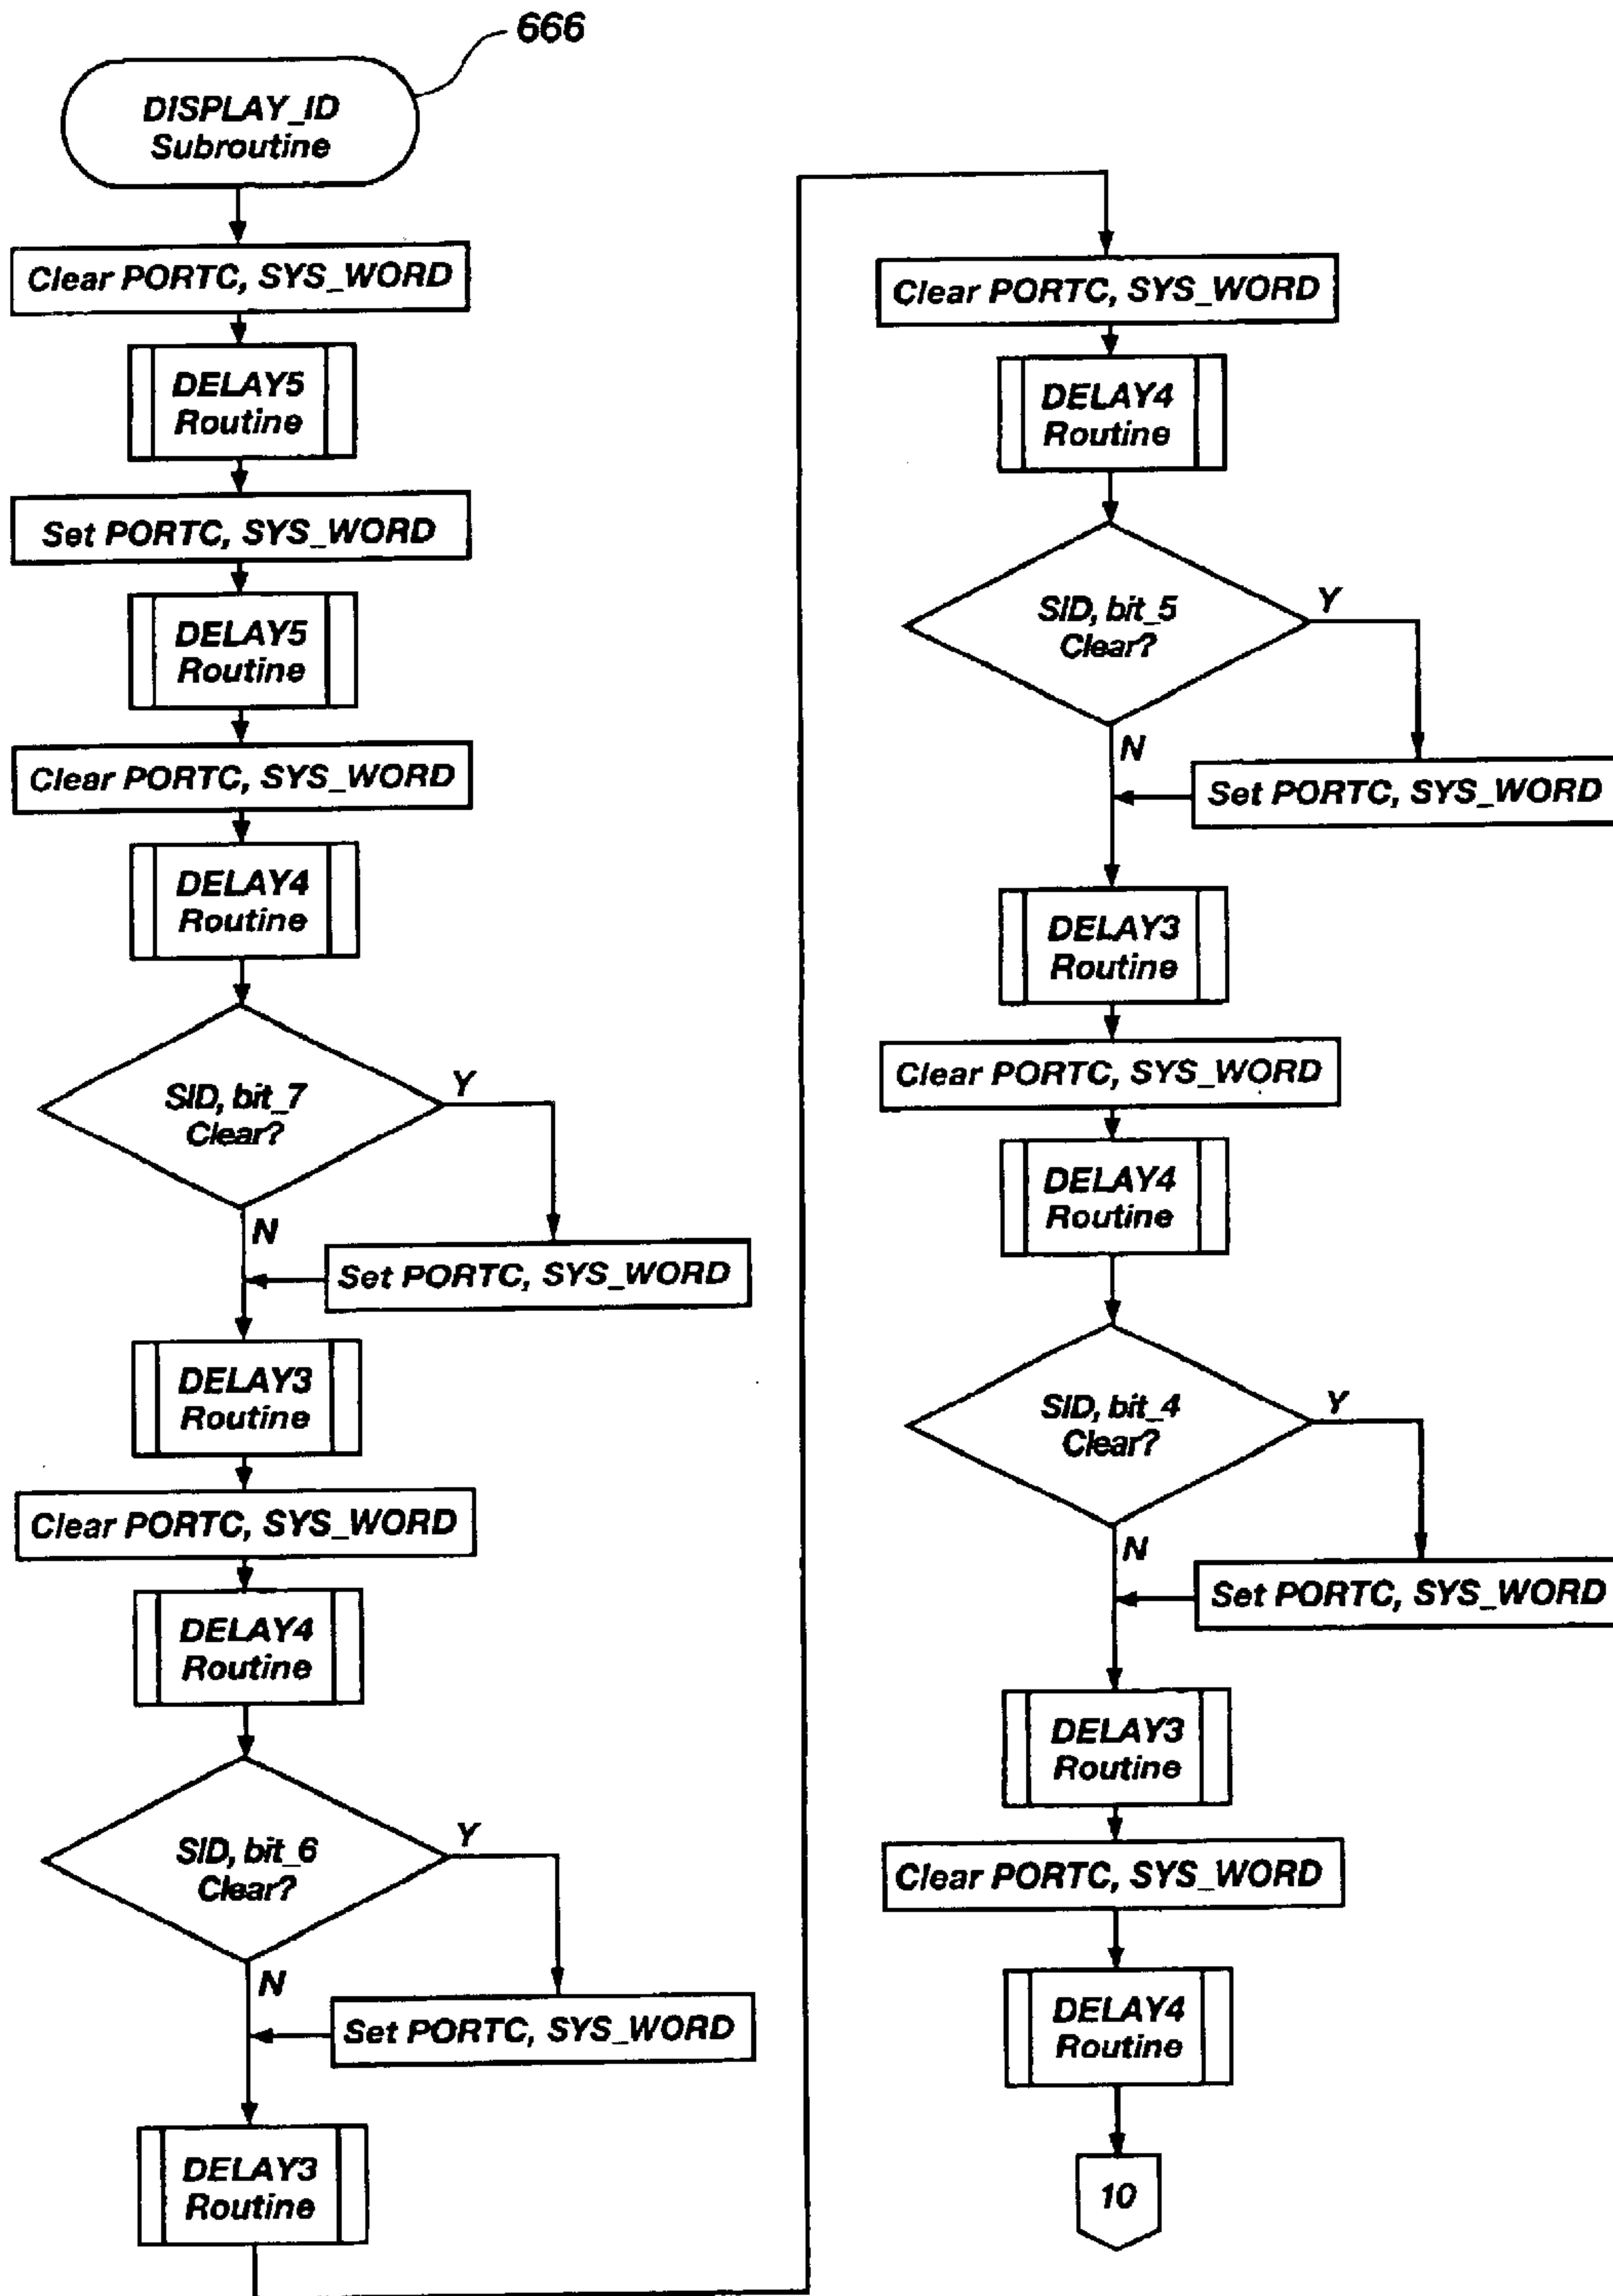 666
DISPLAY_ID
Subroutine
Clear PORTC, SYS_WORD
DELAY5
Routine
Set PORTC, SYS_WORD
DELAY5
Routine
Clear PORTC, SYS_WORD
DELAY4
Routine
SID, bit_7
Clear?
Y
N
Set PORTC, SYS_WORD
DELAY3
Routine
Clear PORTC, SYS_WORD
DELAY4
Routine
SID, bit_6
Clear?
Y
N
Set PORTC, SYS_WORD
DELAY3
Routine
Clear PORTC, SYS_WORD
DELAY4
Routine
SID, bit_5
Clear?
Y
N
Set PORTC, SYS_WORD
DELAY3
Routine
Clear PORTC, SYS_WORD
DELAY4
Routine
SID, bit_4
Clear?
Y
N
Set PORTC, SYS_WORD
DELAY3
Routine
Clear PORTC, SYS_WORD
DELAY4
Routine
10